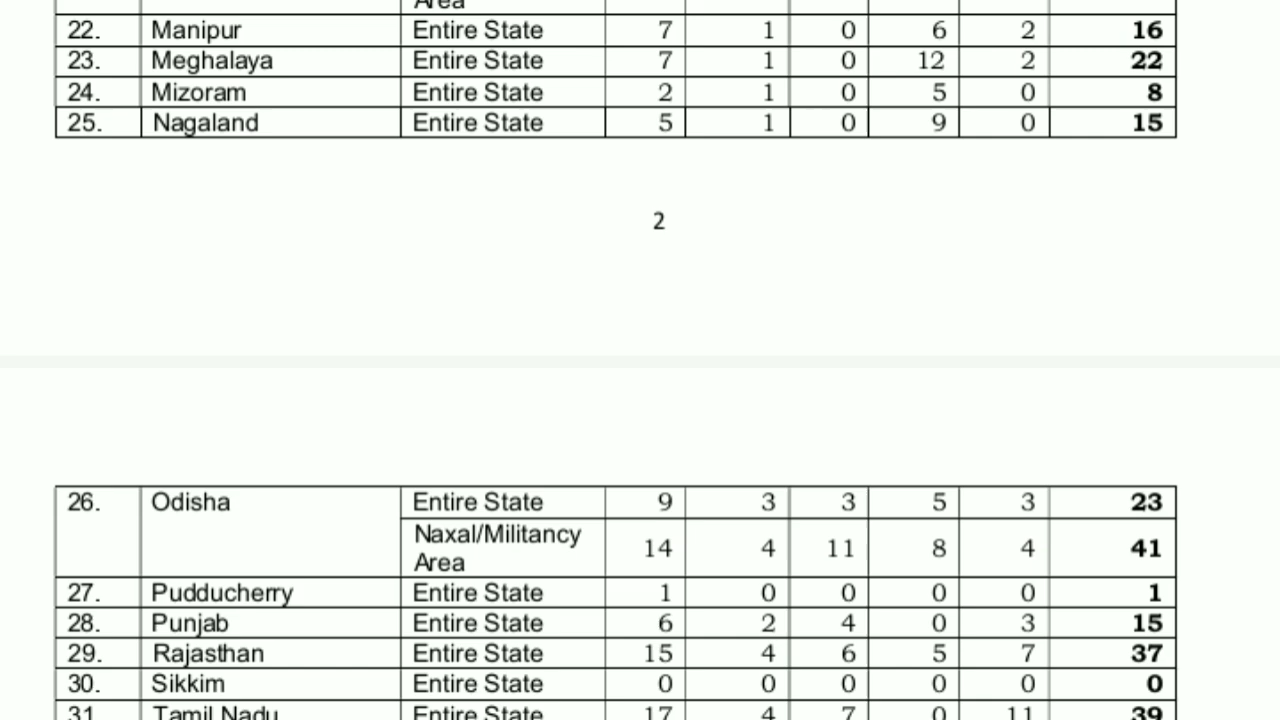 Area
22. Manipur Entire State 7 1 0 6 2 16
23. Meghalaya Entire State 7 1 0 12 2 22
24. Mizoram Entire State 2 1 0 5 0 8
25. Nagaland Entire State 5 1 0 9 0 15
2
26. Odisha Entire State 9 3 3 5 3 23
Naxal/Militancy
Area 14 4 11 8 4 41
27. Pudducherry Entire State 1 0 0 0 0 1
28. Punjab Entire State 6 2 4 0 3 15
29. Rajasthan Entire State 15 4 6 5 7 37
30. Sikkim Entire State 0 0 0 0 0 0
31. Tamil Nadu Entire State 17 4 7 0 11 39